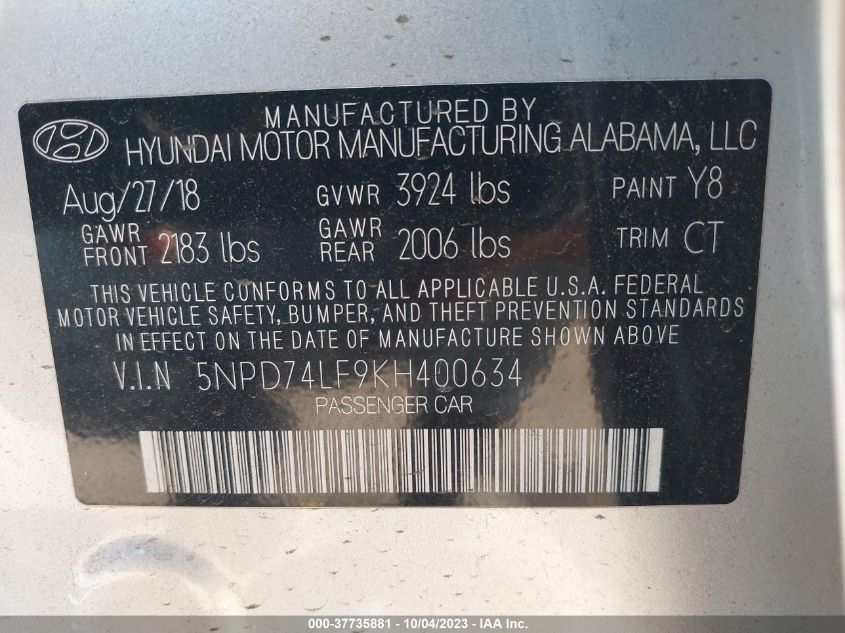 MANUFACTURED BY
HYUNDAI MOTOR MANUFACTURING ALABAMA, LLC
Aug/27/18 GVWR 3924 lbs PAINT Y8
GAWR FRONT 2183 lbs GAWR REAR 2006 lbs TRIM CT
THIS VEHICLE CONFORMS TO ALL APPLICABLE U.S.A. FEDERAL
MOTOR VEHICLE SAFETY, BUMPER, AND THEFT PREVENTION STANDARDS
IN EFFECT ON THE DATE OF MANUFACTURE SHOWN ABOVE
V.I.N 5NPD74LF9KH400634
PASSENGER CAR
000-37735881 - 10/04/2023 - IAA Inc.